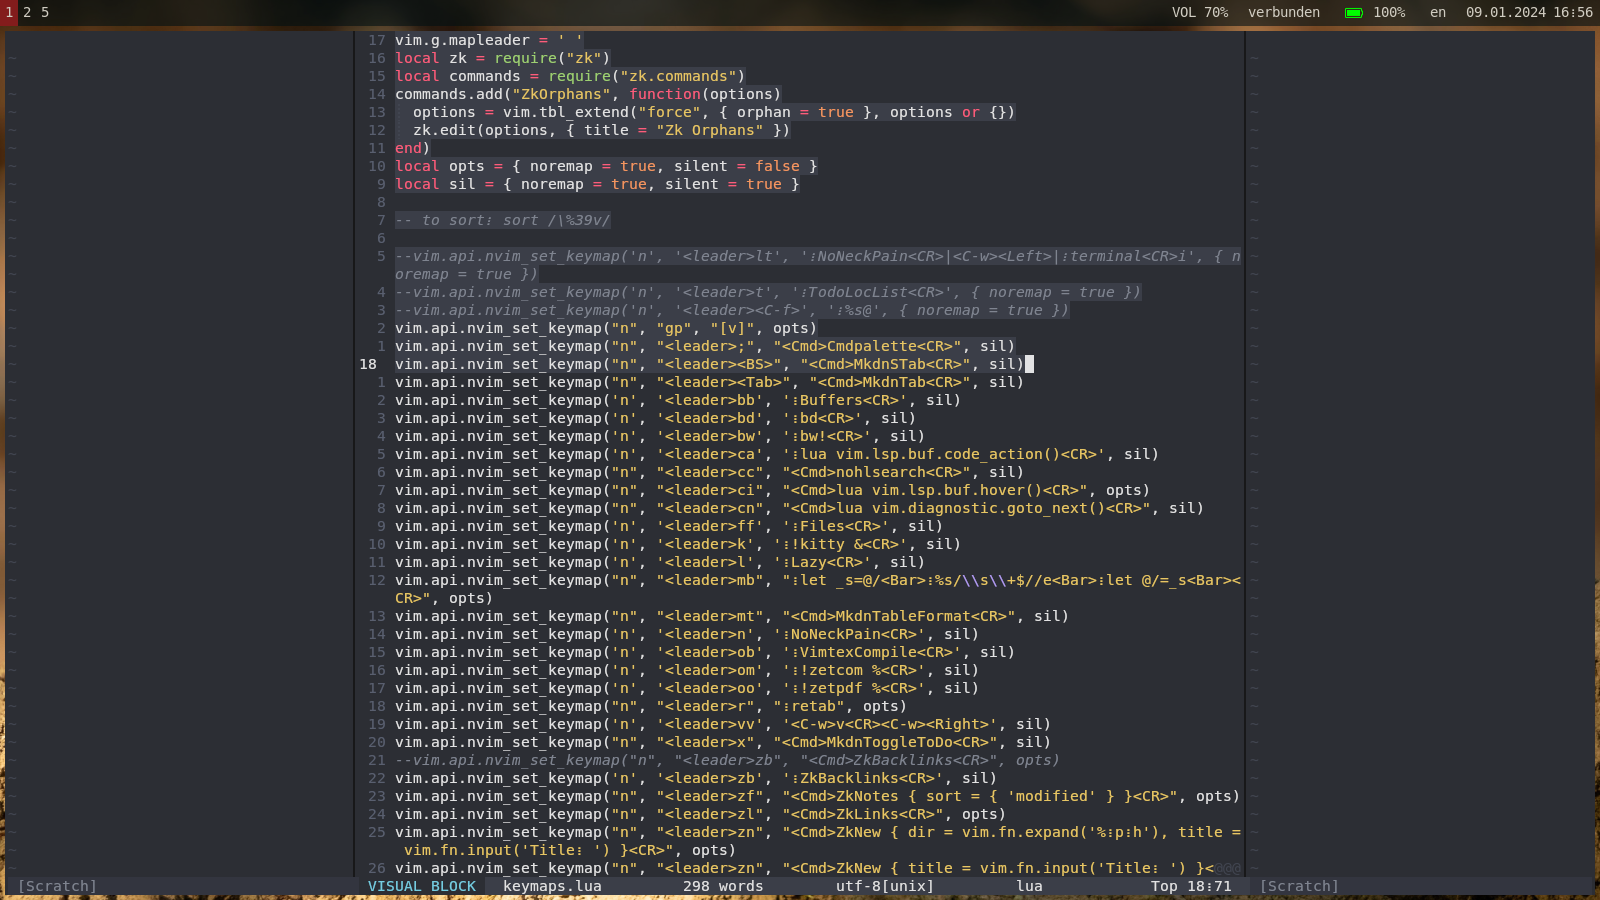 1 2 5 VOL 70% verbunden 100% en 09.01.2024 16:56
17 vim.g.mapleader = ' '
16 local zk = require("zk")
15 local commands = require("zk.commands")
14 commands.add("ZkOrphans", function(options)
13 options = vim.tbl_extend("force", { orphan = true }, options or {})
12 zk.edit(options, { title = "Zk Orphans" })
11 end)
10 local opts = { noremap = true, silent = false }
9 local sil = { noremap = true, silent = true }
8
7 -- to sort: sort /\%39v/
6
5 --vim.api.nvim_set_keymap('n', '<leader>lt', ':NoNeckPain<CR>|<C-w><Left>|:terminal<CR>i', { n
oremap = true })
4 --vim.api.nvim_set_keymap('n', '<leader>t', ':TodoLocList<CR>', { noremap = true })
3 --vim.api.nvim_set_keymap('n', '<leader><C-f>', ':%s@', { noremap = true })
2 vim.api.nvim_set_keymap("n", "gp", "[v]", opts)
1 vim.api.nvim_set_keymap("n", "<leader>;", "<Cmd>Cmdpalette<CR>", sil)
18 vim.api.nvim_set_keymap("n", "<leader><BS>", "<Cmd>MkdnSTab<CR>", sil)
1 vim.api.nvim_set_keymap("n", "<leader><Tab>", "<Cmd>MkdnTab<CR>", sil)
2 vim.api.nvim_set_keymap('n', '<leader>bb', ':Buffers<CR>', sil)
3 vim.api.nvim_set_keymap('n', '<leader>bd', ':bd<CR>', sil)
4 vim.api.nvim_set_keymap('n', '<leader>bw', ':bw!<CR>', sil)
5 vim.api.nvim_set_keymap('n', '<leader>ca', ':lua vim.lsp.buf.code_action()<CR>', sil)
6 vim.api.nvim_set_keymap("n", "<leader>cc", "<Cmd>nohlsearch<CR>", sil)
7 vim.api.nvim_set_keymap("n", "<leader>ci", "<Cmd>lua vim.lsp.buf.hover()<CR>", opts)
8 vim.api.nvim_set_keymap("n", "<leader>cn", "<Cmd>lua vim.diagnostic.goto_next()<CR>", sil)
9 vim.api.nvim_set_keymap('n', '<leader>ff', ':Files<CR>', sil)
10 vim.api.nvim_set_keymap('n', '<leader>k', ':!kitty &<CR>', sil)
11 vim.api.nvim_set_keymap('n', '<leader>l', ':Lazy<CR>', sil)
12 vim.api.nvim_set_keymap("n", "<leader>mb", ":let _s=@/<Bar>:%s/\\s\\+$//e<Bar>:let @/=_s<Bar><
CR>", opts)
13 vim.api.nvim_set_keymap("n", "<leader>mt", "<Cmd>MkdnTableFormat<CR>", sil)
14 vim.api.nvim_set_keymap('n', '<leader>n', ':NoNeckPain<CR>', sil)
15 vim.api.nvim_set_keymap('n', '<leader>ob', ':VimtexCompile<CR>', sil)
16 vim.api.nvim_set_keymap('n', '<leader>om', ':!zetcom %<CR>', sil)
17 vim.api.nvim_set_keymap('n', '<leader>oo', ':!zetpdf %<CR>', sil)
18 vim.api.nvim_set_keymap("n", "<leader>r", ":retab", opts)
19 vim.api.nvim_set_keymap('n', '<leader>vv', '<C-w>v<CR><C-w><Right>', sil)
20 vim.api.nvim_set_keymap("n", "<leader>x", "<Cmd>MkdnToggleToDo<CR>", sil)
21 --vim.api.nvim_set_keymap("n", "<leader>zb", "<Cmd>ZkBacklinks<CR>", opts)
22 vim.api.nvim_set_keymap('n', '<leader>zb', ':ZkBacklinks<CR>', sil)
23 vim.api.nvim_set_keymap("n", "<leader>zf", "<Cmd>ZkNotes { sort = { 'modified' } }<CR>", opts)
24 vim.api.nvim_set_keymap("n", "<leader>zl", "<Cmd>ZkLinks<CR>", opts)
25 vim.api.nvim_set_keymap("n", "<leader>zn", "<Cmd>ZkNew { dir = vim.fn.expand('%:p:h'), title =
vim.fn.input('Title: ') }<CR>", opts)
26 vim.api.nvim_set_keymap("n", "<leader>zn", "<Cmd>ZkNew { title = vim.fn.input('Title: ') }<@@@
[Scratch] VISUAL BLOCK keymaps.lua 298 words utf-8[unix] lua Top 18:71 [Scratch]